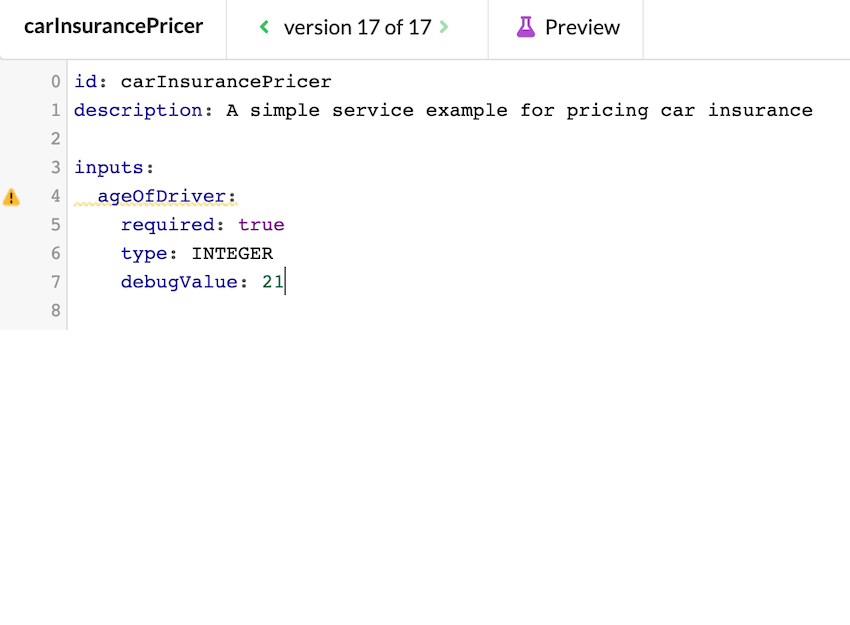 carInsurancePricer version 17 of 17 Preview
0 id: carInsurancePricer
1 description: A simple service example for pricing car insurance
2
3 inputs:
4   ageOfDriver:
5     required: true
6     type: INTEGER
7     debugValue: 21
8